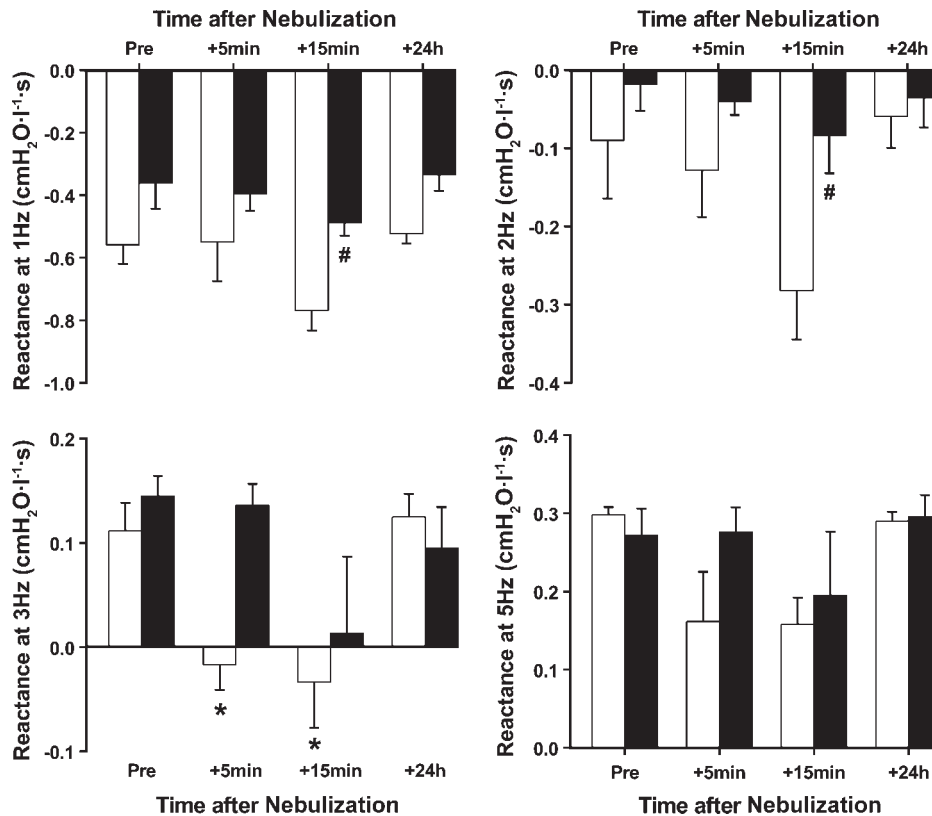 Time after Nebulization
Pre +5min +15min +24h
0.0
-0.2
-0.4
-0.6
-0.8
-1.0
Reactance at 1Hz (cmH₂O·l⁻¹·s)
#
Time after Nebulization
Pre +5min +15min +24h
0.0
-0.1
-0.2
-0.3
-0.4
Reactance at 2Hz (cmH₂O·l⁻¹·s)
#
0.2
0.1
0.0
-0.1
Reactance at 3Hz (cmH₂O·l⁻¹·s)
*
*
Pre +5min +15min +24h
Time after Nebulization
0.4
0.3
0.2
0.1
0.0
Reactance at 5Hz (cmH₂O·l⁻¹·s)
Pre +5min +15min +24h
Time after Nebulization